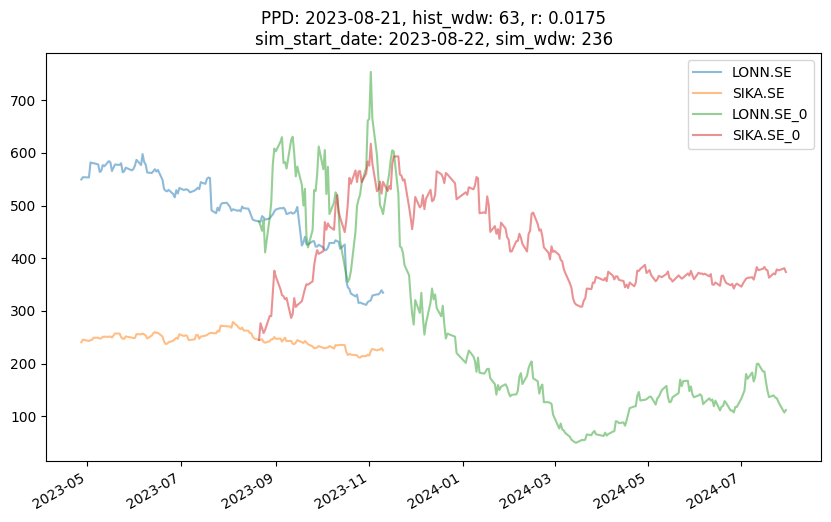 PPD: 2023-08-21, hist_wdw: 63, r: 0.0175
sim_start_date: 2023-08-22, sim_wdw: 236
LONN.SE
SIKA.SE
LONN.SE_0
SIKA.SE_0
700
600
500
400
300
200
100
2023-05
2023-07
2023-09
2023-11
2024-01
2024-03
2024-05
2024-07